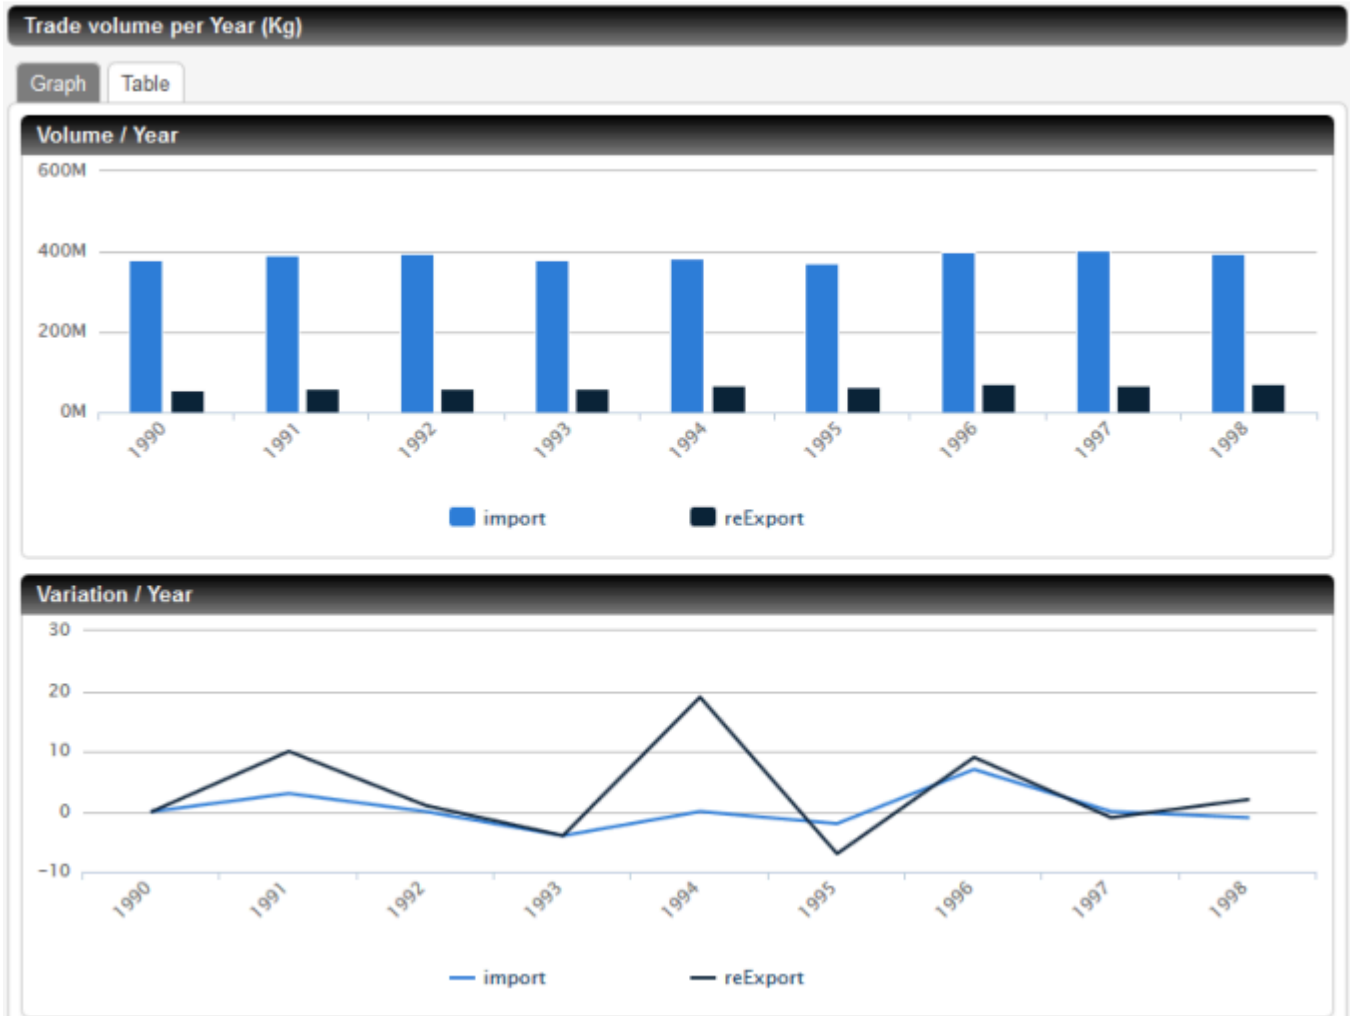 Trade volume per Year (Kg)
Graph Table
Volume / Year
600M
400M
200M
0M
1990 1991 1992 1993 1994 1995 1996 1997 1998
import reExport
Variation / Year
30
20
10
0
-10
1990 1991 1992 1993 1994 1995 1996 1997 1998
import reExport